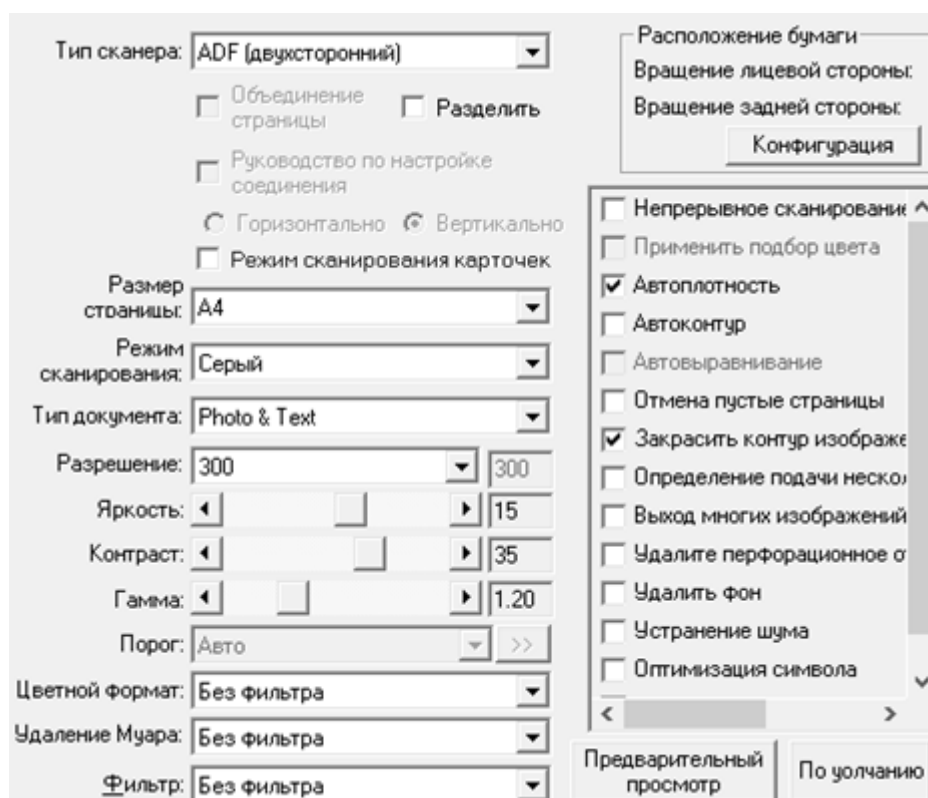 Тип сканера: ADF (двухсторонний)
Объединение страницы
Разделить
Руководство по настройке соединения
Горизонтально Вертикально
Режим сканирования карточек
Размер страницы: A4
Режим сканирования: Серый
Тип документа: Photo & Text
Разрешение: 300 300
Яркость: 15
Контраст: 35
Гамма: 1.20
Порог: Авто >>
Цветной формат: Без фильтра
Удаление Муара: Без фильтра
Фильтр: Без фильтра
Расположение бумаги
Вращение лицевой стороны:
Вращение задней стороны:
Конфигурация
Непрерывное сканирование
Применить подбор цвета
Автоплотность
Автоконтур
Автовыравнивание
Отмена пустые страницы
Закрасить контур изображе
Определение подачи неско
Выход многих изображений
Удалите перфорационное о
Удалить фон
Устранение шума
Оптимизация символа
Предварительный
просмотр
По уолчанию